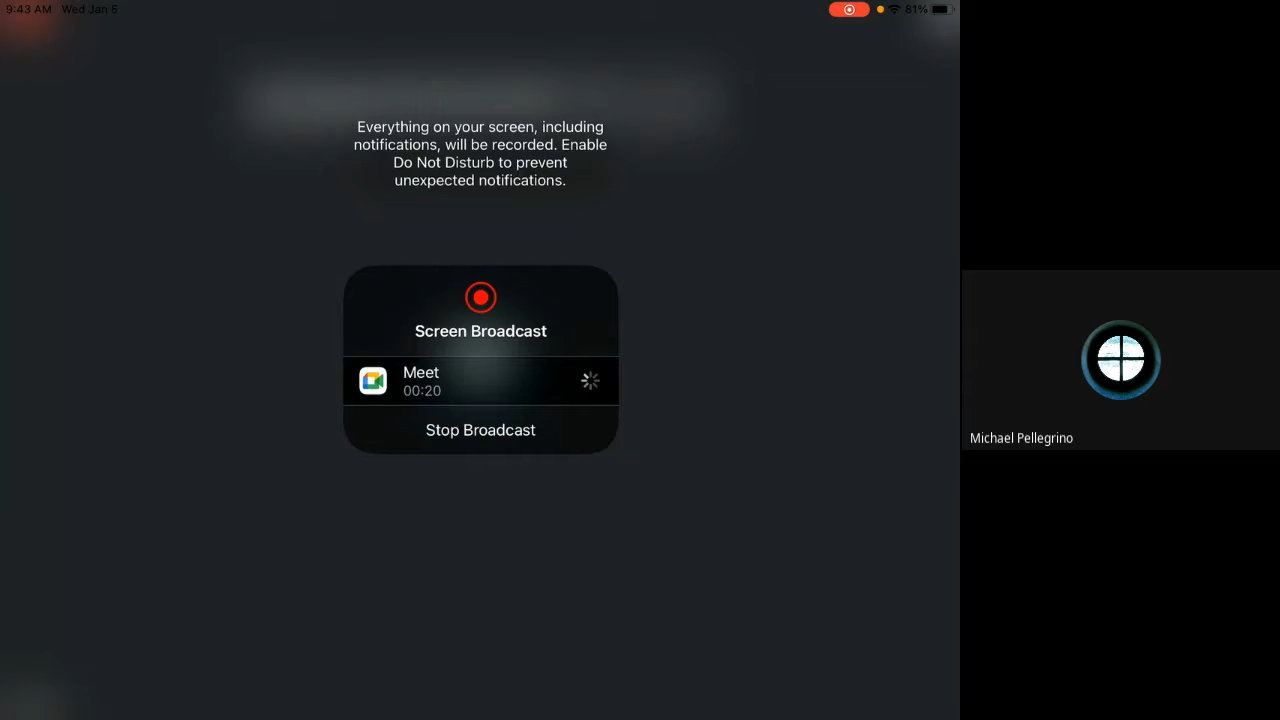 9:43 AM Wed Jan 5
81%
Everything on your screen, including
notifications, will be recorded. Enable
Do Not Disturb to prevent
unexpected notifications.
Screen Broadcast
Meet
00:20
Stop Broadcast
Michael Pellegrino